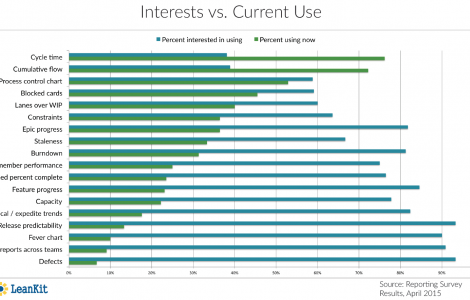 Interests vs. Current Use
Percent interested in using
Percent using now
Cycle time
Cumulative flow
Process control chart
Blocked cards
Lanes over WIP
Constraints
Epic progress
Staleness
Burndown
member performance
percent complete
Feature progress
Capacity
/ expedite trends
Release predictability
Fever chart
reports across teams
Defects
0% 10% 20% 30% 40% 50% 60% 70% 80% 90%
LeanKit
Source: Reporting Survey
Results, April 2015